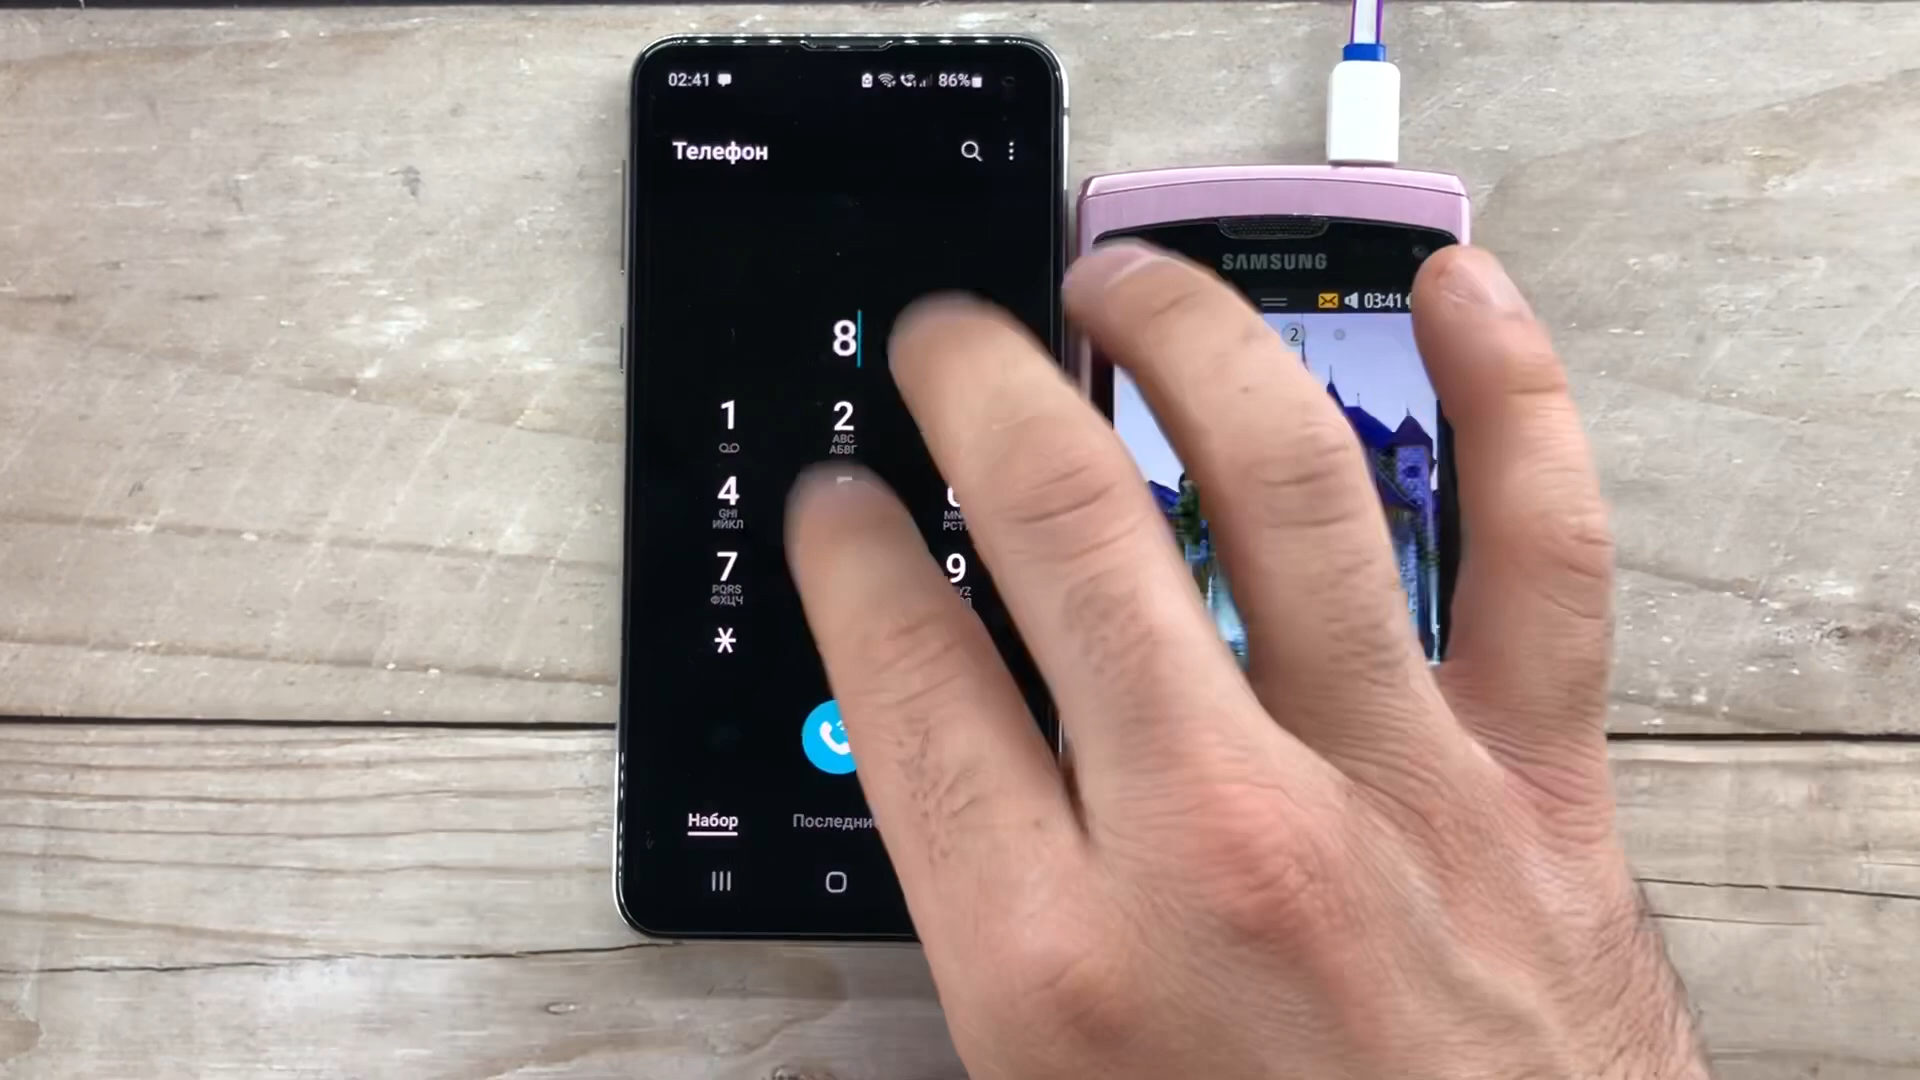 02:41
86%
Телефон
8
1
2
ABC
АБВГ
4
GHI
ИЙКЛ
7
PQRS
ФХЦЧ
9
*
Набор
SAMSUNG
03:41
2